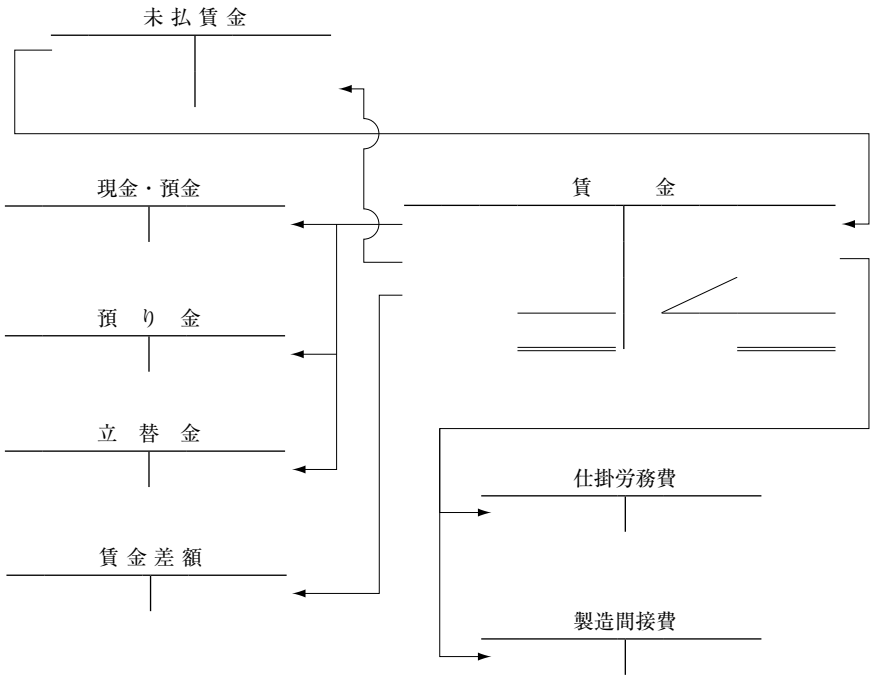 未払賃金
現金・預金
賃 金
預り金
立替金
仕掛労務費
賃金差額
製造間接費